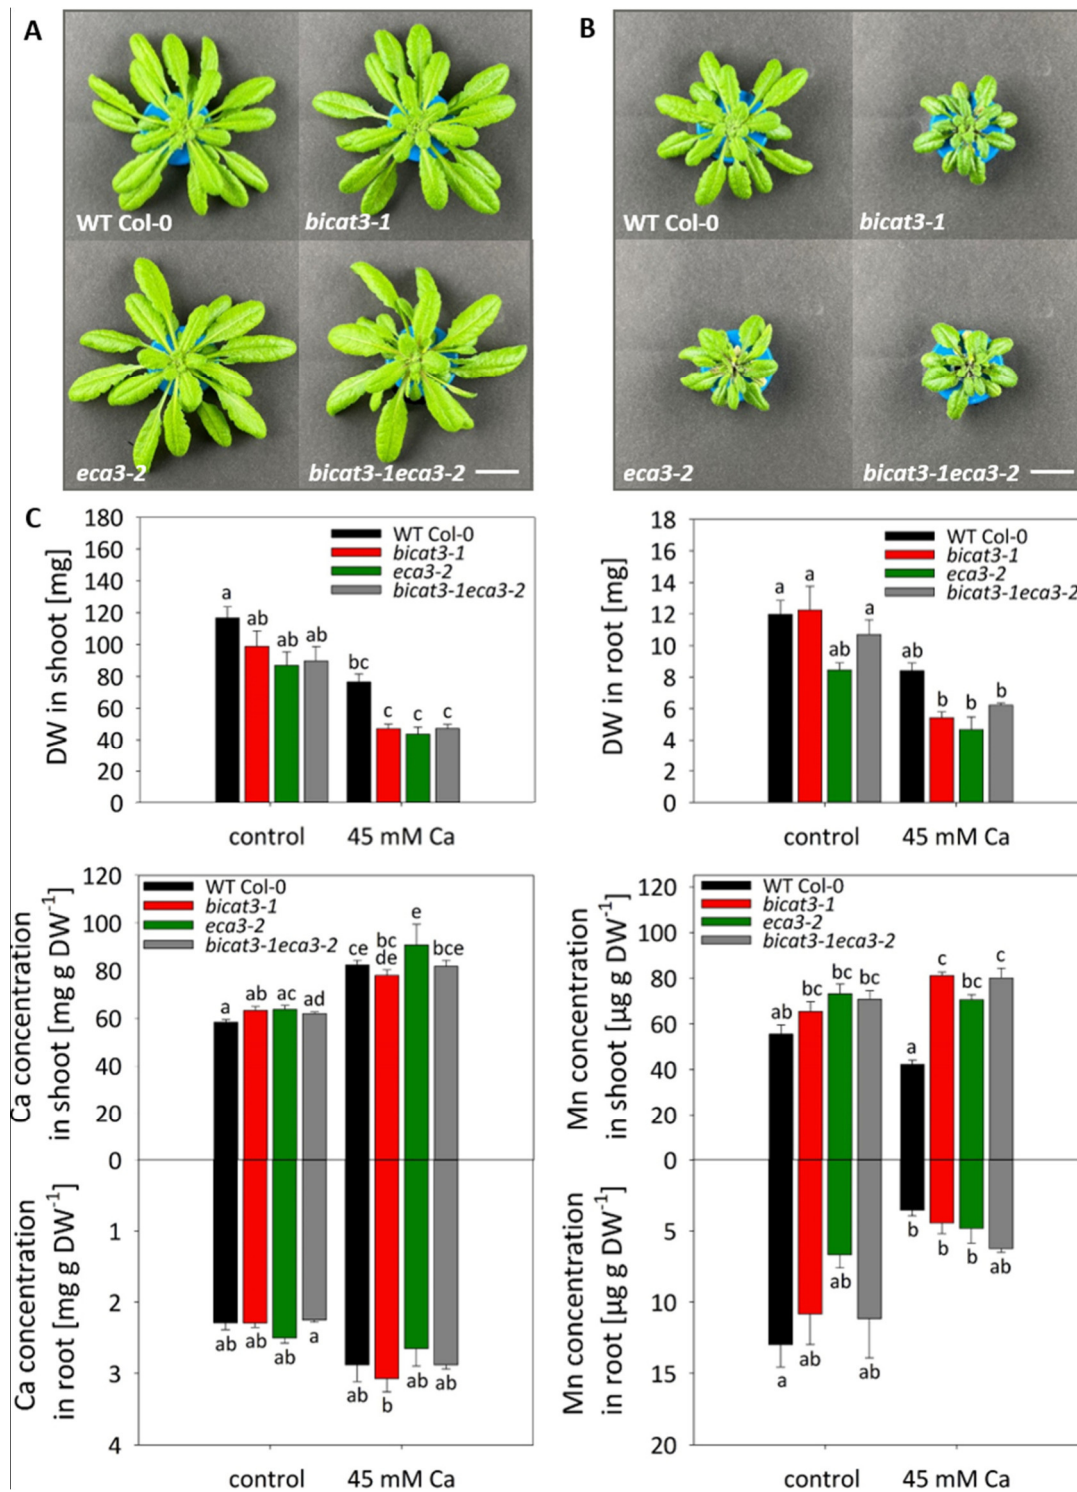 A
B
WT Col-0
bicat3-1
eca3-2
bicat3-1eca3-2
WT Col-0
bicat3-1
eca3-2
bicat3-1eca3-2
C
DW in shoot [mg]
180
160
140
120
100
80
60
40
20
0
WT Col-0
bicat3-1
eca3-2
bicat3-1eca3-2
a
ab
ab
ab
bc
c
c
c
control
45 mM Ca
DW in root [mg]
18
16
14
12
10
8
6
4
2
0
WT Col-0
bicat3-1
eca3-2
bicat3-1eca3-2
a
a
ab
a
ab
b
b
b
control
45 mM Ca
Ca concentration
in shoot [mg g DW-1]
120
100
80
60
40
20
0
WT Col-0
bicat3-1
eca3-2
bicat3-1eca3-2
a
ab
ac
ad
ce
bc
de
e
bce
Ca concentration
in root [mg g DW-1]
1
2
3
4
ab
ab
ab
a
ab
b
ab
ab
control
45 mM Ca
Mn concentration
in shoot [µg g DW-1]
120
100
80
60
40
20
0
WT Col-0
bicat3-1
eca3-2
bicat3-1eca3-2
ab
bc
bc
bc
a
c
bc
c
Mn concentration
in root [µg g DW-1]
5
10
15
20
a
ab
ab
ab
b
b
b
ab
control
45 mM Ca